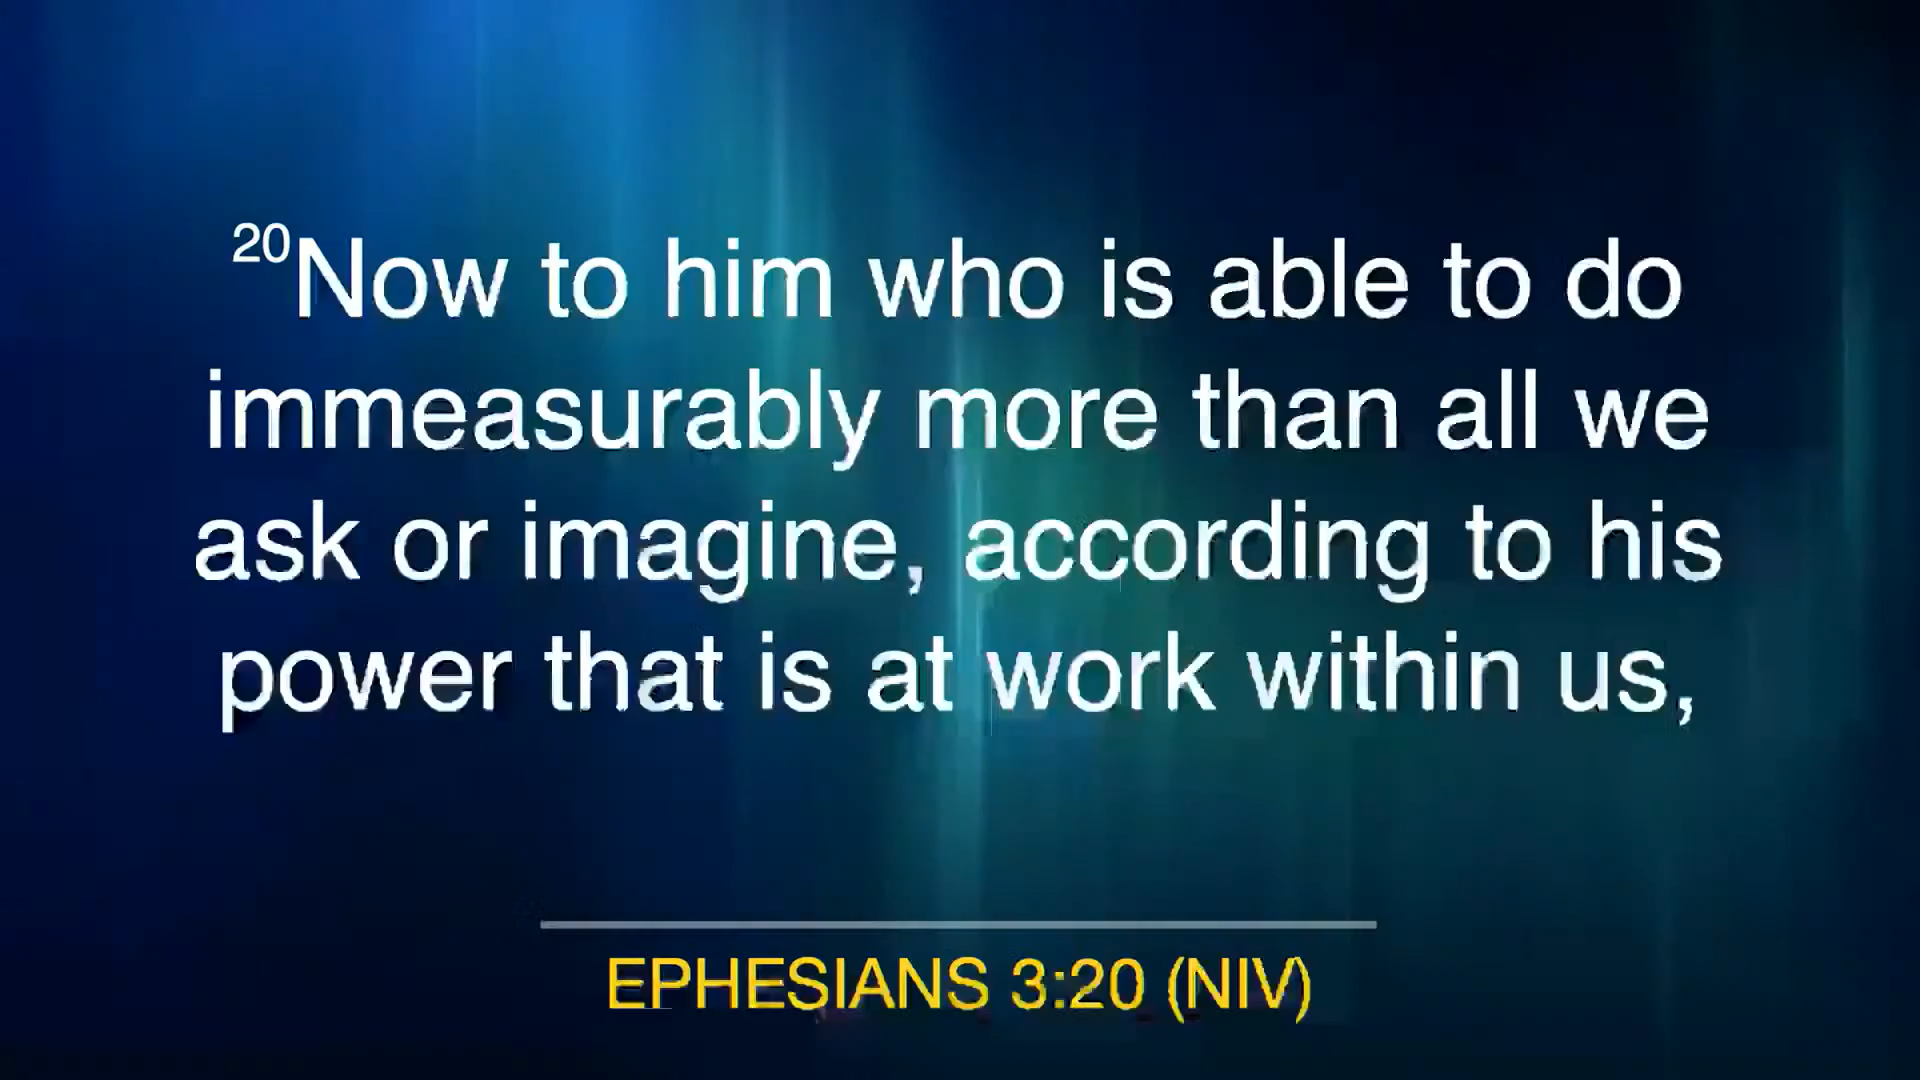 20Now to him who is able to do
immeasurably more than all we
ask or imagine, according to his
power that is at work within us,
EPHESIANS 3:20 (NIV)